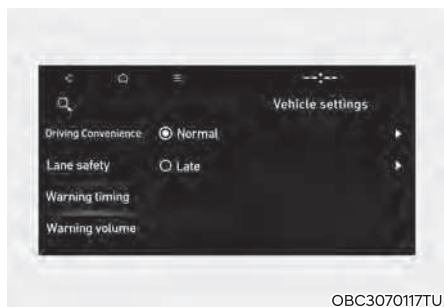 --:--
Vehicle settings
Driving Convenience
Normal
Lane safety
Late
Warning timing
Warning volume
OBC3070117TU